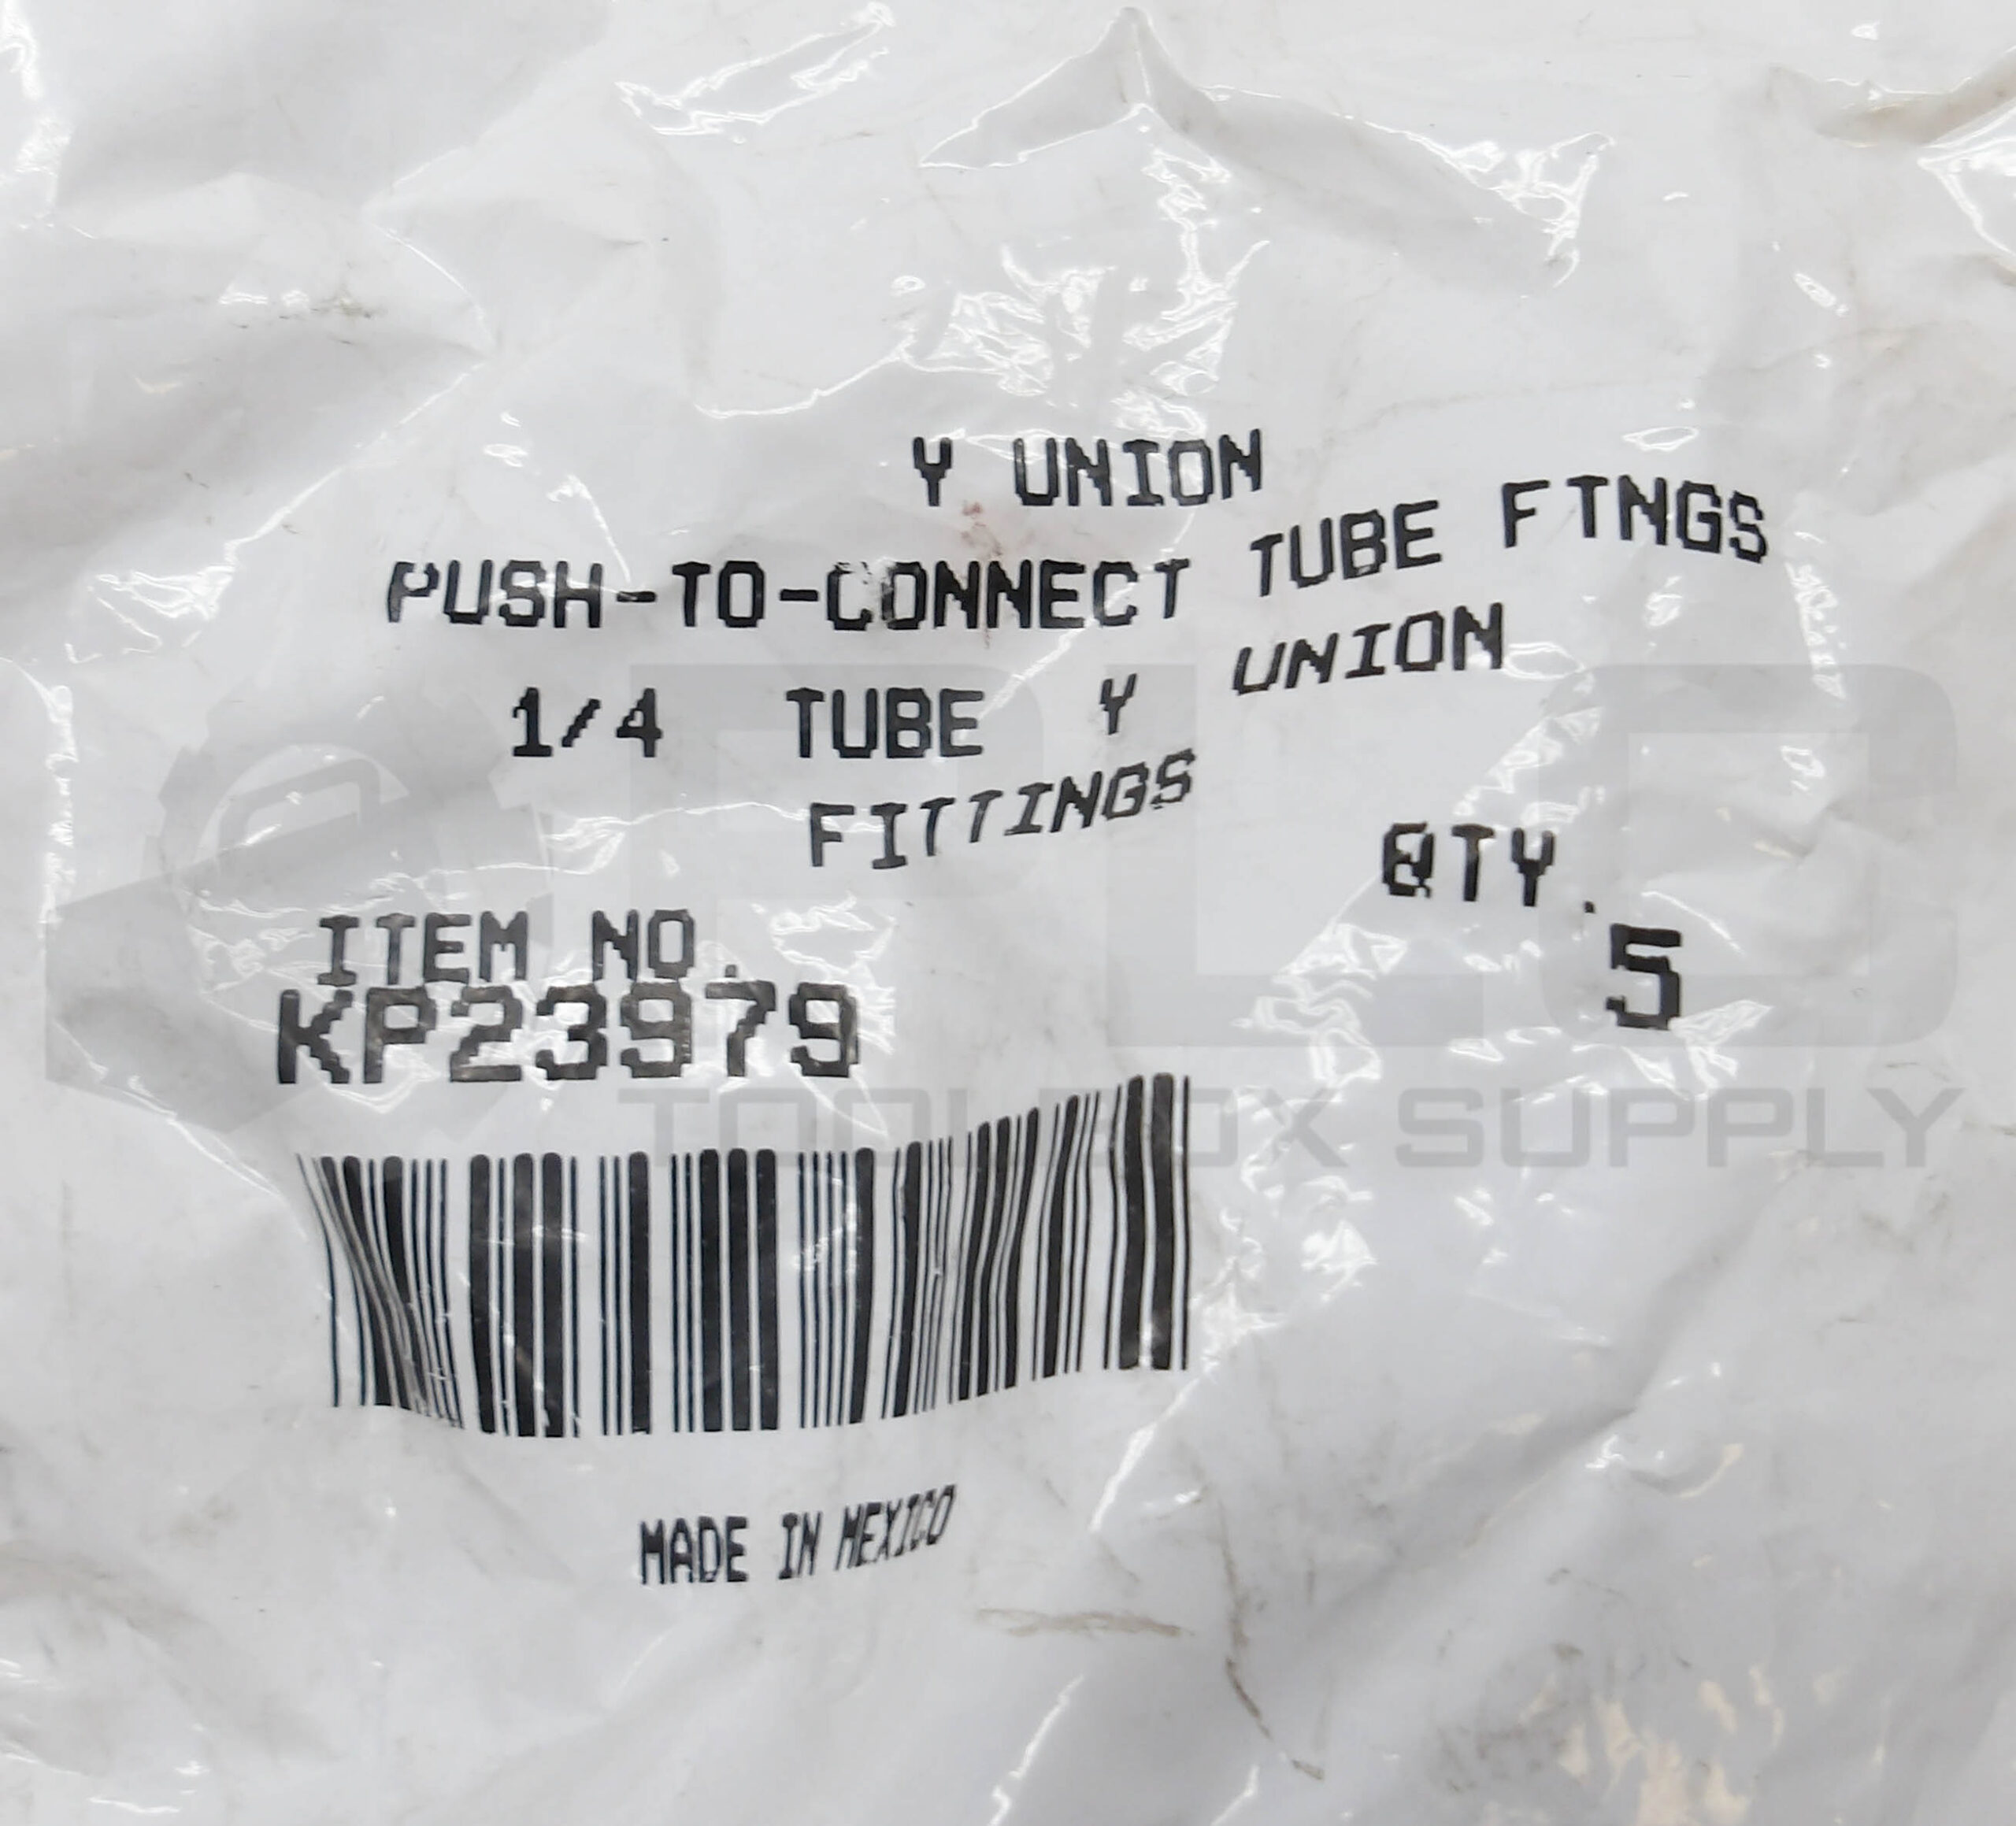 Y UNION
PUSH-TO-CONNECT TUBE FTNGS
1/4 TUBE Y UNION
FITTINGS
QTY.
5
ITEM NO.
KP23979
MADE IN MEXICO
PLC
TOOLBOX SUPPLY